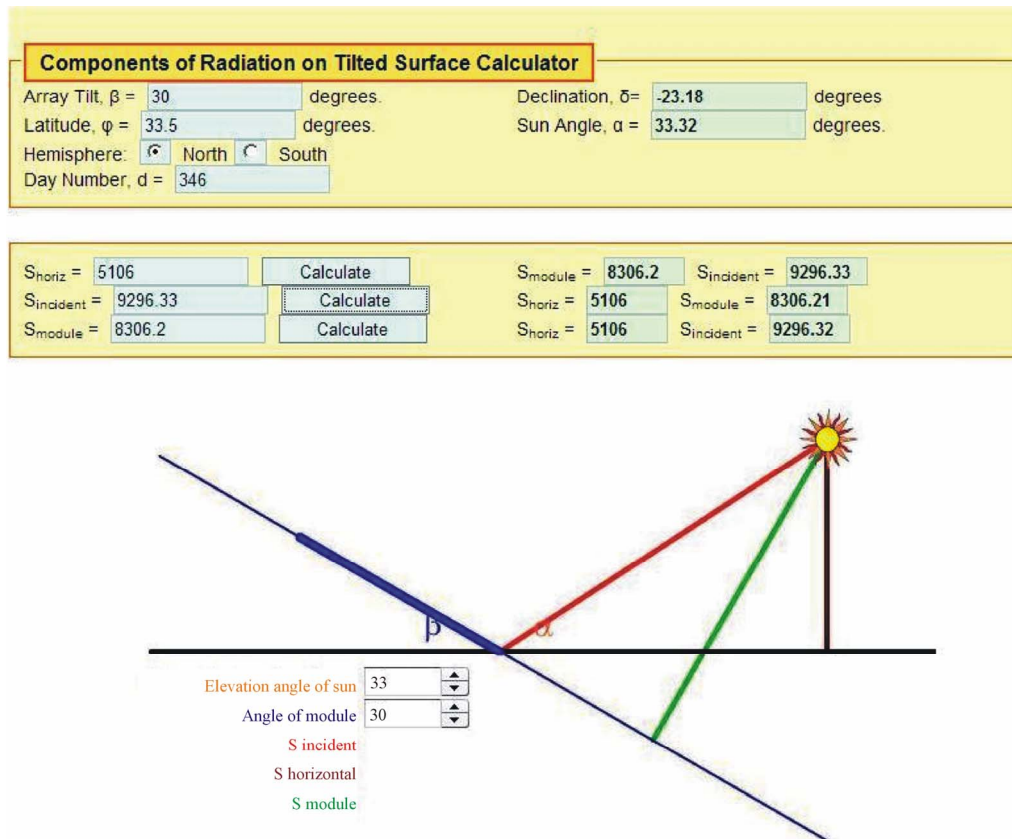 Components of Radiation on Tilted Surface Calculator
Array Tilt, β = 30 degrees. Declination, δ= -23.18 degrees
Latitude, φ = 33.5 degrees. Sun Angle, α = 33.32 degrees.
Hemisphere: North South
Day Number, d = 346
Shoriz = 5106 Calculate Smodule = 8306.2 Sincident = 9296.33
Sincident = 9296.33 Calculate Shoriz = 5106 Smodule = 8306.21
Smodule = 8306.2 Calculate Shoriz = 5106 Sincident = 9296.32
β α
Elevation angle of sun 33
Angle of module 30
S incident
S horizontal
S module